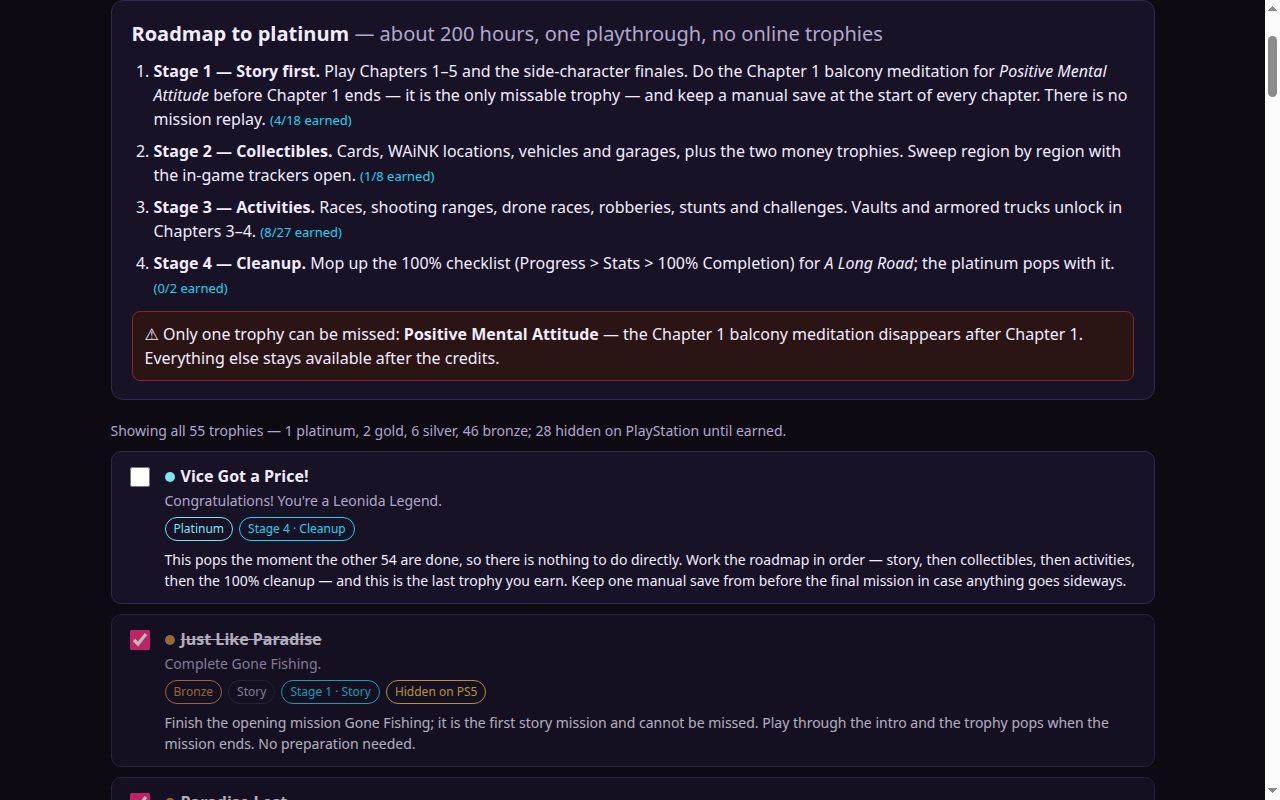 Roadmap to platinum — about 200 hours, one playthrough, no online trophies
1. Stage 1 — Story first. Play Chapters 1–5 and the side-character finales. Do the Chapter 1 balcony meditation for Positive Mental
Attitude before Chapter 1 ends — it is the only missable trophy — and keep a manual save at the start of every chapter. There is no
mission replay. (4/18 earned)
2. Stage 2 — Collectibles. Cards, WAiNK locations, vehicles and garages, plus the two money trophies. Sweep region by region with
the in-game trackers open. (1/8 earned)
3. Stage 3 — Activities. Races, shooting ranges, drone races, robberies, stunts and challenges. Vaults and armored trucks unlock in
Chapters 3–4. (8/27 earned)
4. Stage 4 — Cleanup. Mop up the 100% checklist (Progress > Stats > 100% Completion) for A Long Road; the platinum pops with it.
(0/2 earned)
⚠ Only one trophy can be missed: Positive Mental Attitude — the Chapter 1 balcony meditation disappears after Chapter 1.
Everything else stays available after the credits.
Showing all 55 trophies — 1 platinum, 2 gold, 6 silver, 46 bronze; 28 hidden on PlayStation until earned.
Vice Got a Price!
Congratulations! You're a Leonida Legend.
Platinum Stage 4 · Cleanup
This pops the moment the other 54 are done, so there is nothing to do directly. Work the roadmap in order — story, then collectibles, then activities,
then the 100% cleanup — and this is the last trophy you earn. Keep one manual save from before the final mission in case anything goes sideways.
Just Like Paradise
Complete Gone Fishing.
Bronze Story Stage 1 · Story Hidden on PS5
Finish the opening mission Gone Fishing; it is the first story mission and cannot be missed. Play through the intro and the trophy pops when the
mission ends. No preparation needed.
Paradise Lost